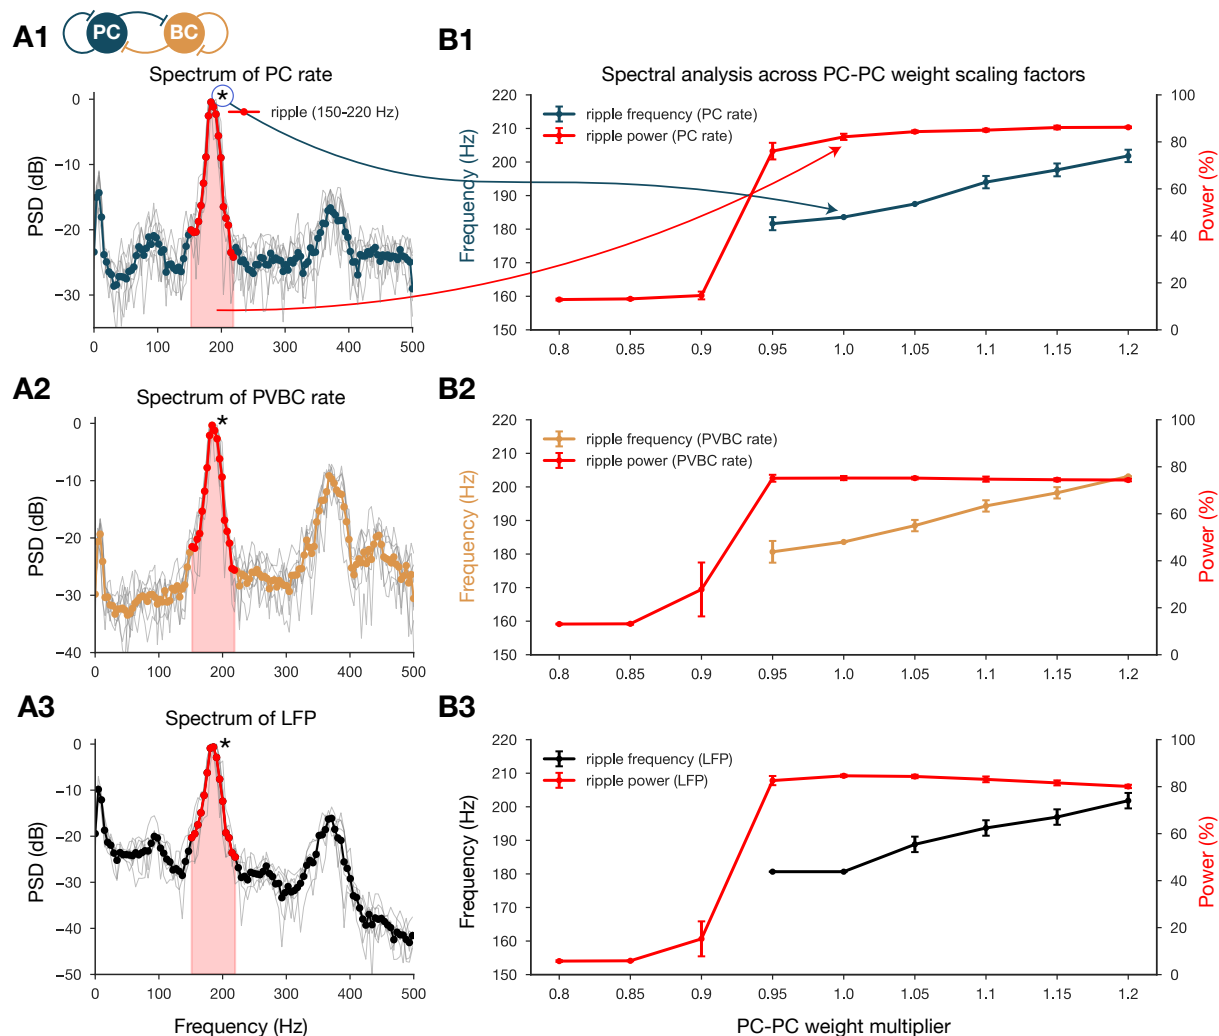 A1
PC
BC
B1
Spectrum of PC rate
*
ripple (150-220 Hz)
PSD (dB)
0
−10
−20
−30
0 100 200 300 400 500
Spectral analysis across PC-PC weight scaling factors
ripple frequency (PC rate)
ripple power (PC rate)
Frequency (Hz)
220
210
200
190
180
170
160
150
Power (%)
100
80
60
40
20
0
0.8 0.85 0.9 0.95 1.0 1.05 1.1 1.15 1.2
A2
Spectrum of PVBC rate
*
PSD (dB)
0
−10
−20
−30
−40
0 100 200 300 400 500
B2
ripple frequency (PVBC rate)
ripple power (PVBC rate)
Frequency (Hz)
220
210
200
190
180
170
160
150
Power (%)
100
80
60
40
20
0
0.8 0.85 0.9 0.95 1.0 1.05 1.1 1.15 1.2
A3
Spectrum of LFP
*
PSD (dB)
0
−10
−20
−30
−40
−50
0 100 200 300 400 500
Frequency (Hz)
B3
ripple frequency (LFP)
ripple power (LFP)
Frequency (Hz)
220
210
200
190
180
170
160
150
Power (%)
100
80
60
40
20
0
0.8 0.85 0.9 0.95 1.0 1.05 1.1 1.15 1.2
PC-PC weight multiplier